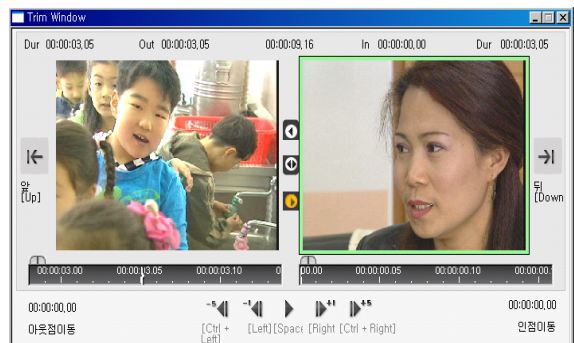 Trim Window
Dur 00:00:03,05 Out 00:00:03,05 00:00:09,16 In 00:00:00,00 Dur 00:00:03,05
앞
[Up]
뒤
[Down
00:00:03.00 00:00:03.05 00:00:03.10 0
00.00 00:00:00.05 00:00:00.10 00:00:00.
00:00:00,00 -5 -1 +1 +5 00:00:00,00
아웃점이동 [Ctrl + Left] [Left] [Space [Right [Ctrl + Right] 인점이동